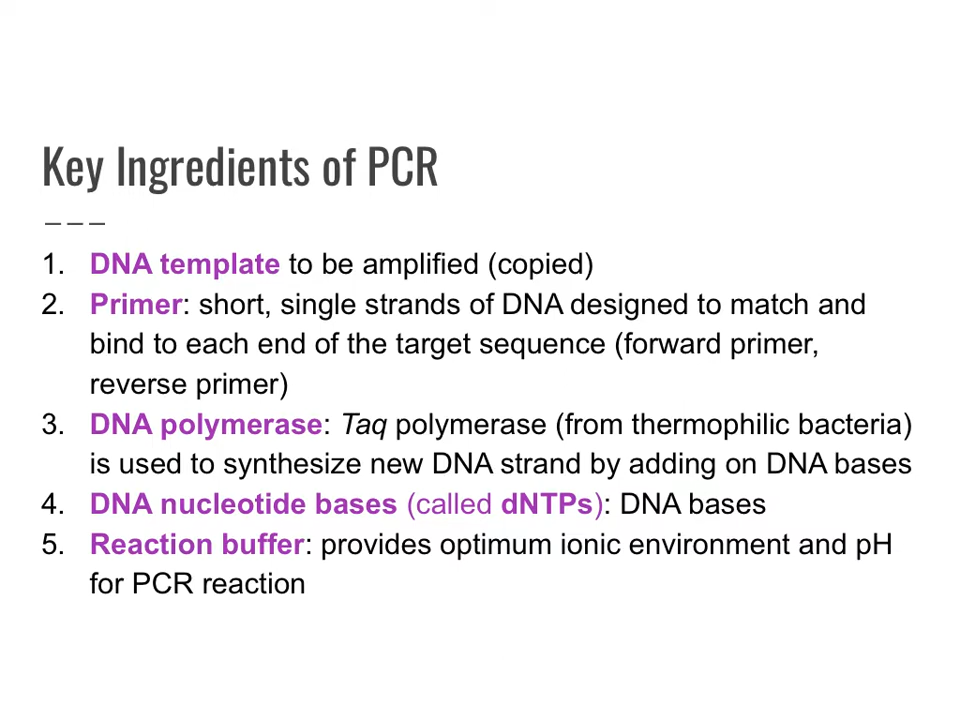 Key Ingredients of PCR
1. DNA template to be amplified (copied)
2. Primer: short, single strands of DNA designed to match and
bind to each end of the target sequence (forward primer,
reverse primer)
3. DNA polymerase: Taq polymerase (from thermophilic bacteria)
is used to synthesize new DNA strand by adding on DNA bases
4. DNA nucleotide bases (called dNTPs): DNA bases
5. Reaction buffer: provides optimum ionic environment and pH
for PCR reaction